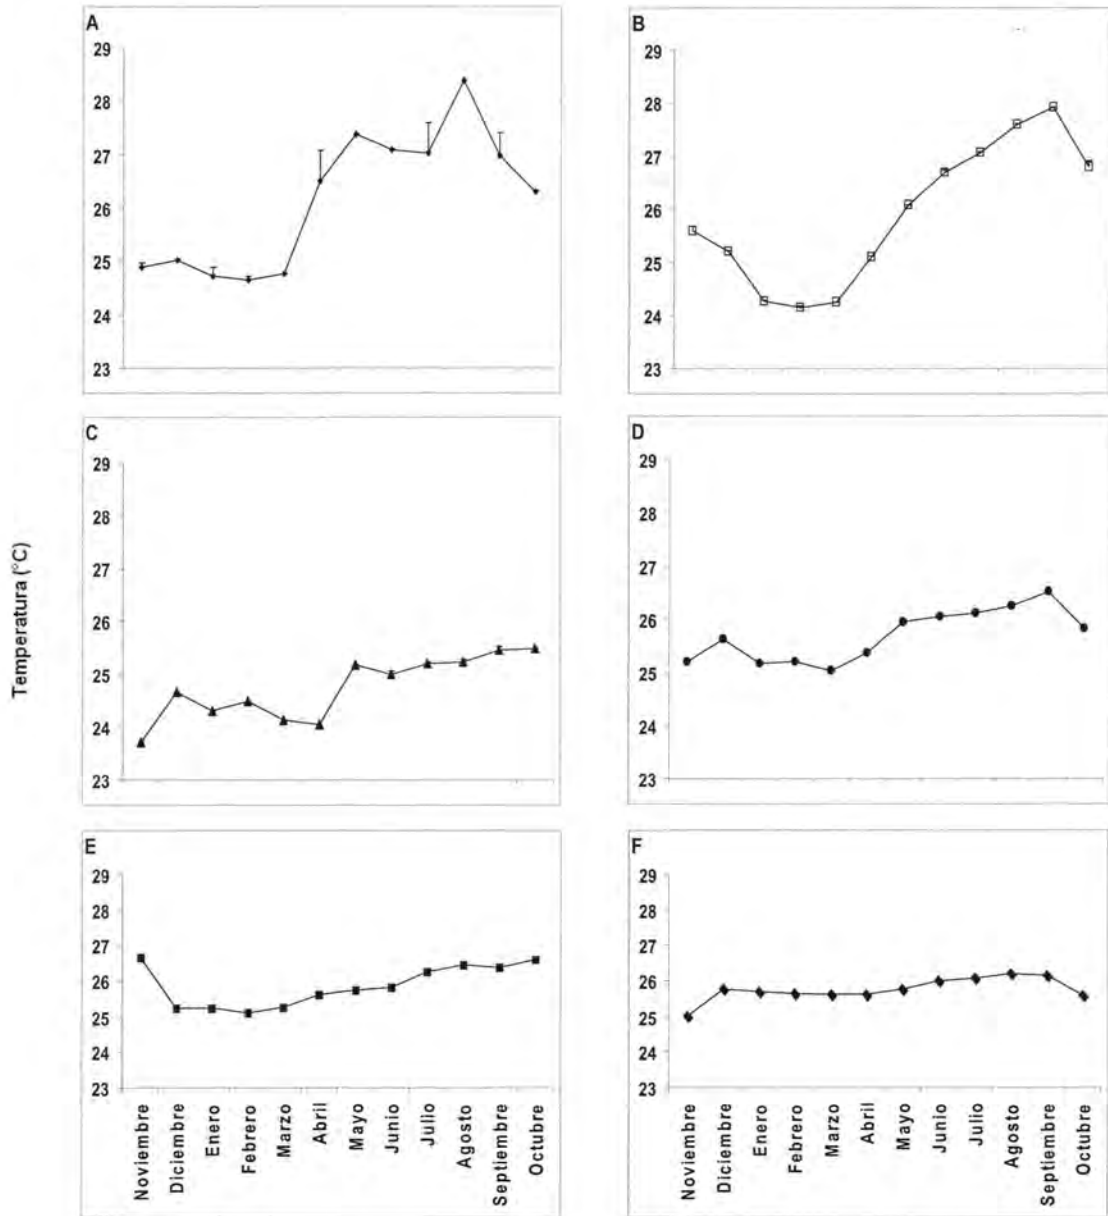 Temperatura (°C)
A
29
28
27
26
25
24
23
B
29
28
27
26
25
24
23
C
29
28
27
26
25
24
23
D
29
28
27
26
25
24
23
E
29
28
27
26
25
24
23
Noviembre
Diciembre
Enero
Febrero
Marzo
Abril
Mayo
Junio
Julio
Agosto
Septiembre
Octubre
F
29
28
27
26
25
24
23
Noviembre
Diciembre
Enero
Febrero
Marzo
Abril
Mayo
Junio
Julio
Agosto
Septiembre
Octubre